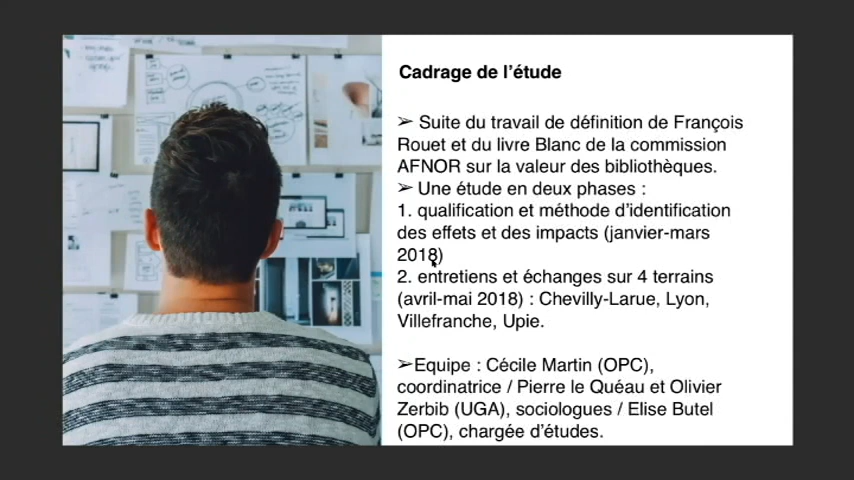 Cadrage de l'étude
➢ Suite du travail de définition de François
Rouet et du livre Blanc de la commission
AFNOR sur la valeur des bibliothèques.
➢ Une étude en deux phases :
1. qualification et méthode d'identification
des effets et des impacts (janvier-mars
2018)
2. entretiens et échanges sur 4 terrains
(avril-mai 2018) : Chevilly-Larue, Lyon,
Villefranche, Upie.
➢Equipe : Cécile Martin (OPC),
coordinatrice / Pierre le Quéau et Olivier
Zerbib (UGA), sociologues / Elise Butel
(OPC), chargée d'études.